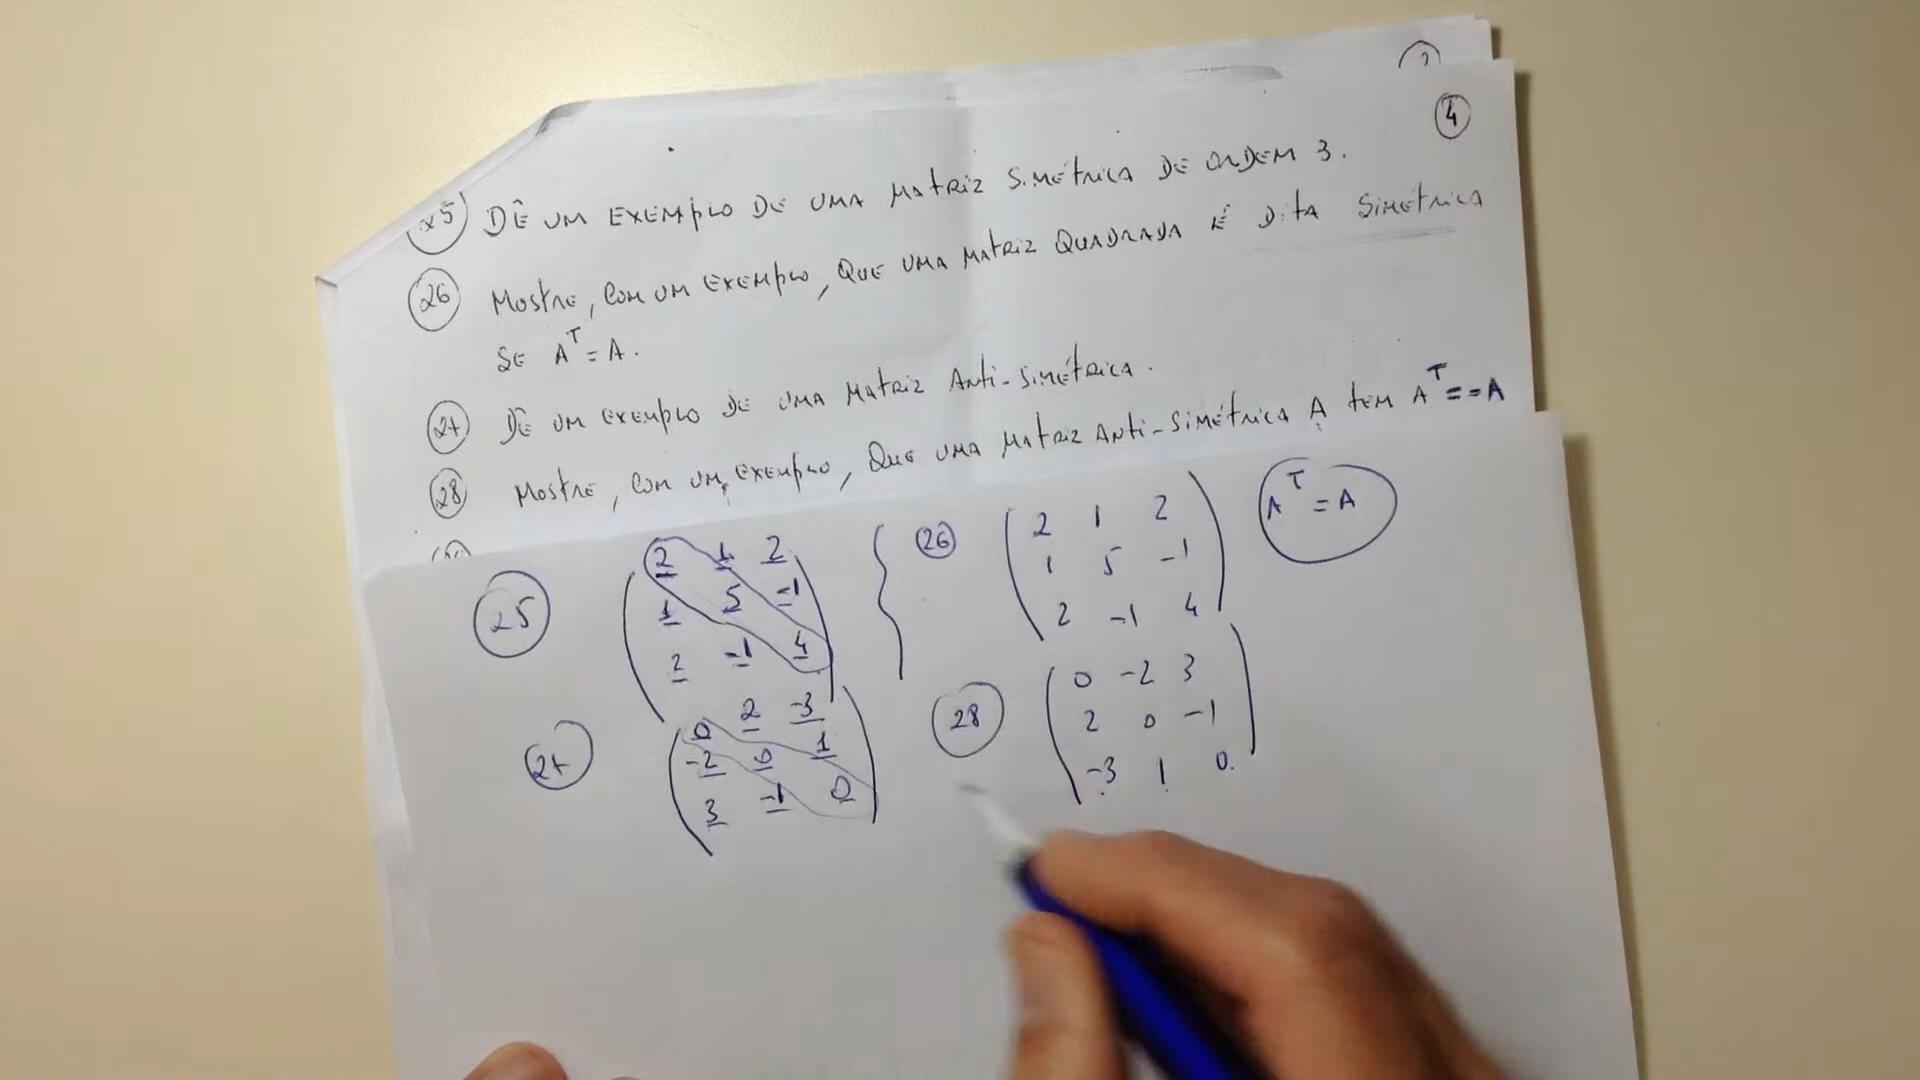 4
25 DÊ UM EXEMPLO DE UMA MATRIZ SIMÉTRICA DE ORDEM 3.
26 MOSTRE, COM UM EXEMPLO, QUE UMA MATRIZ QUADRADA É DITA SIMÉTRICA
SE A^T = A.
27 DÊ UM EXEMPLO DE UMA MATRIZ ANTI-SIMÉTRICA.
28 MOSTRE, COM UM EXEMPLO, QUE UMA MATRIZ ANTI-SIMÉTRICA A TEM A^T = -A
25
2 1 2
1 5 -1
2 -1 4
26
2 1 2
1 5 -1
2 -1 4
A^T = A
27
0 2 -3
-2 0 1
3 -1 0
28
0 -2 3
2 0 -1
-3 1 0